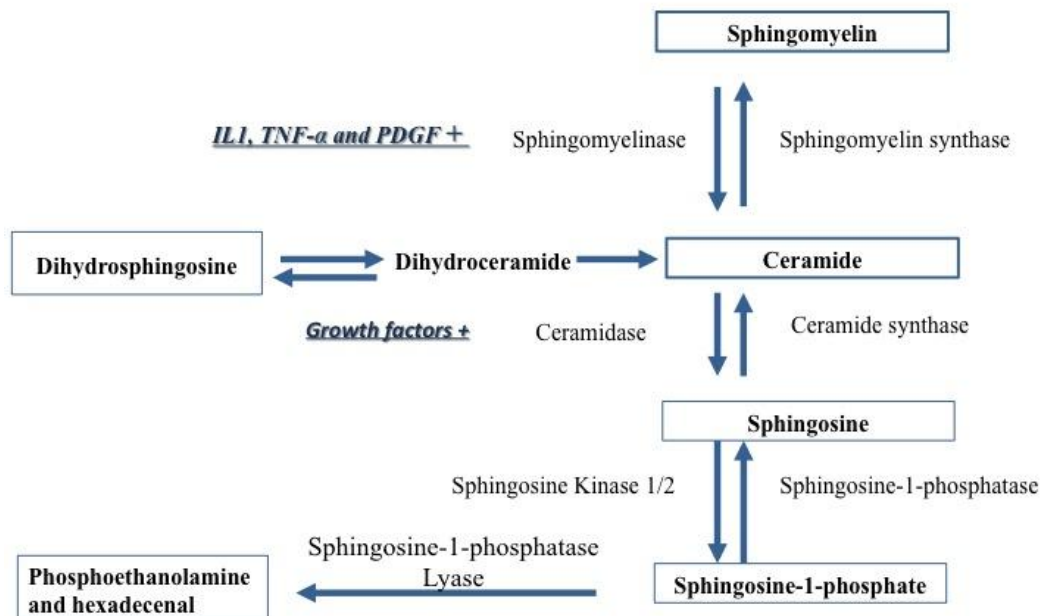 Sphingomyelin
IL1, TNF-α and PDGF +
Sphingomyelinase
Sphingomyelin synthase
Dihydrosphingosine
Dihydroceramide
Ceramide
Growth factors +
Ceramidase
Ceramide synthase
Sphingosine
Sphingosine Kinase 1/2
Sphingosine-1-phosphatase
Sphingosine-1-phosphatase
Lyase
Phosphoethanolamine
and hexadecenal
Sphingosine-1-phosphate